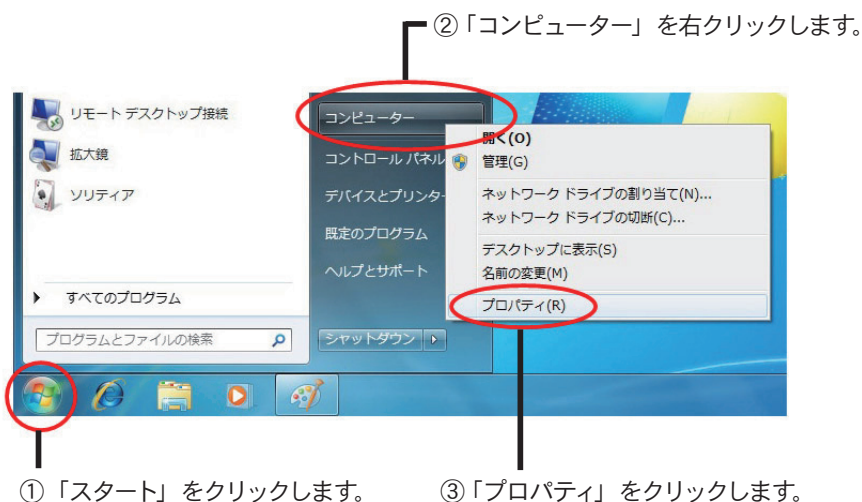 ②「コンピューター」を右クリックします。
リモート デスクトップ接続
拡大鏡
ソリティア
すべてのプログラム
プログラムとファイルの検索
コンピューター
コントロール パネル
デバイスとプリンター
既定のプログラム
ヘルプとサポート
シャットダウン
開く(O)
管理(G)
ネットワーク ドライブの割り当て(N)...
ネットワーク ドライブの切断(C)...
デスクトップに表示(S)
名前の変更(M)
プロパティ(R)
①「スタート」をクリックします。
③「プロパティ」をクリックします。